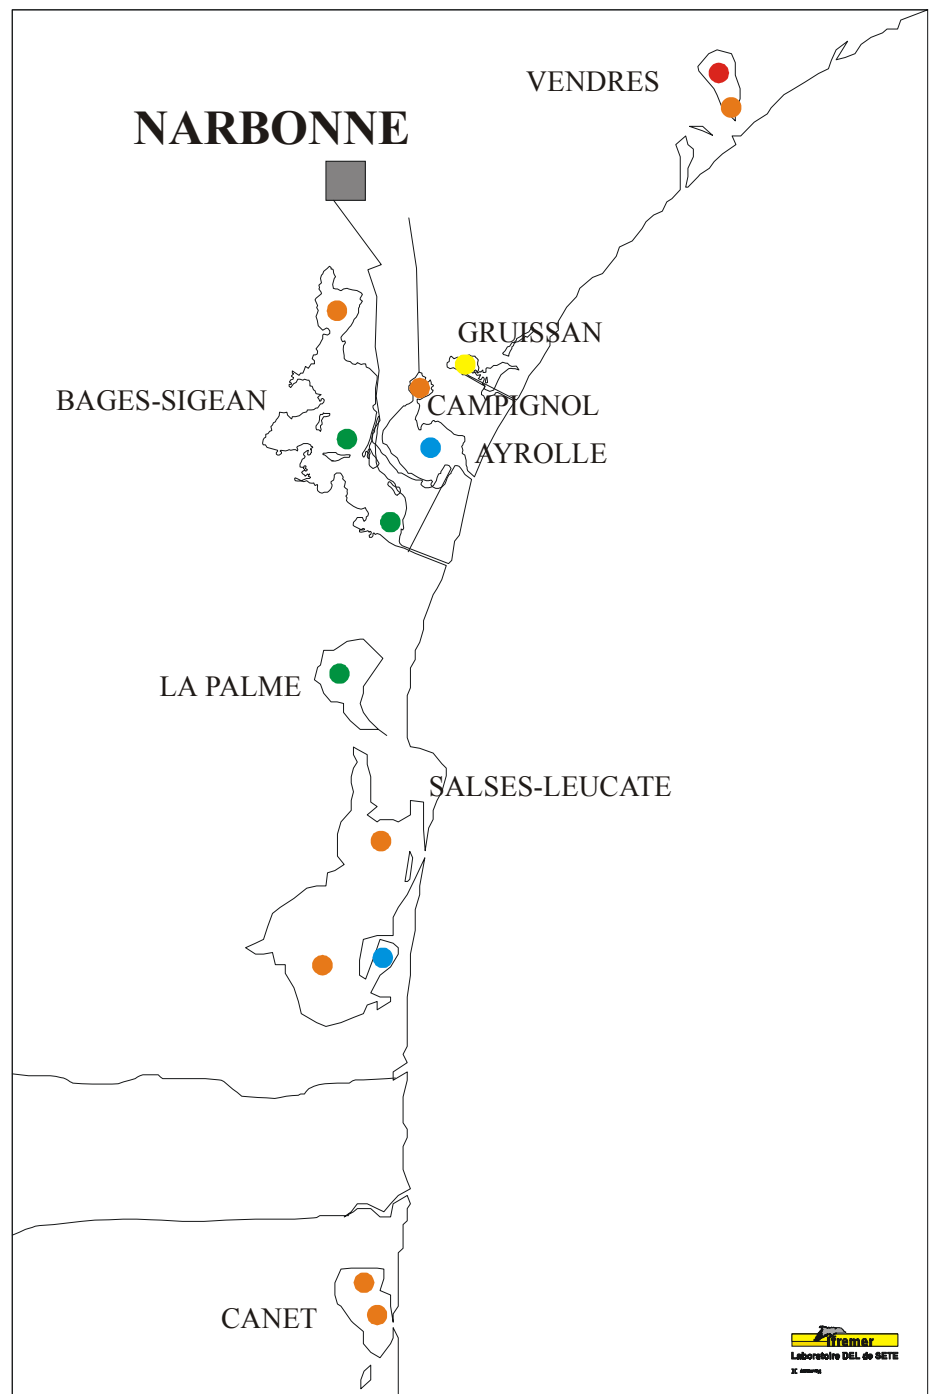 VENDRES
NARBONNE
GRUISSAN
BAGES-SIGEAN
CAMPIGNOL
AYROLLE
LA PALME
SALSES-LEUCATE
CANET
Ifremer
Laboratoire DEL de SETE